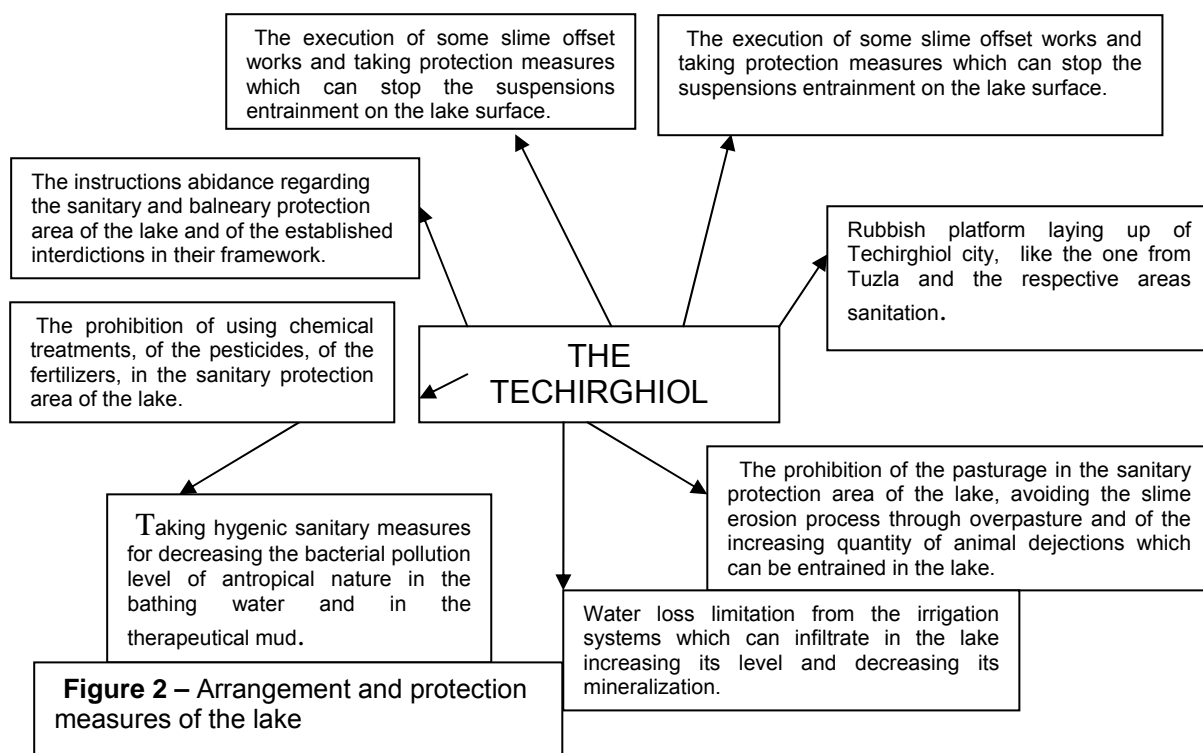 The execution of some slime offset
works and taking protection measures
which can stop the suspensions
entrainment on the lake surface.
The execution of some slime offset works and
taking protection measures which can stop the
suspensions entrainment on the lake surface.
The instructions abidance regarding
the sanitary and balneary protection
area of the lake and of the established
interdictions in their framework.
Rubbish platform laying up of
Techirghiol city, like the one from
Tuzla and the respective areas
sanitation.
The prohibition of using chemical
treatments, of the pesticides, of the
fertilizers, in the sanitary protection
area of the lake.
THE
TECHIRGHIOL
The prohibition of the pasturage in the sanitary
protection area of the lake, avoiding the slime
erosion process through overpasture and of the
increasing quantity of animal dejections which
can be entrained in the lake.
Taking hygenic sanitary measures
for decreasing the bacterial pollution
level of antropical nature in the
bathing water and in the
therapeutical mud.
Water loss limitation from the irrigation
systems which can infiltrate in the lake
increasing its level and decreasing its
mineralization.
Figure 2 – Arrangement and protection
measures of the lake